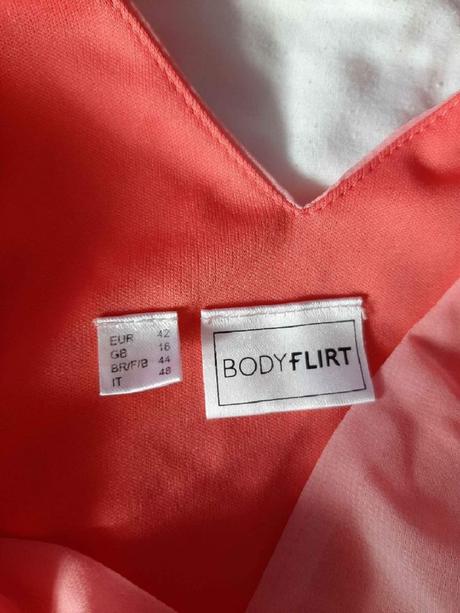 EUR 42
GB 16
BR/F/B 44
IT 48
BODYFLIRT